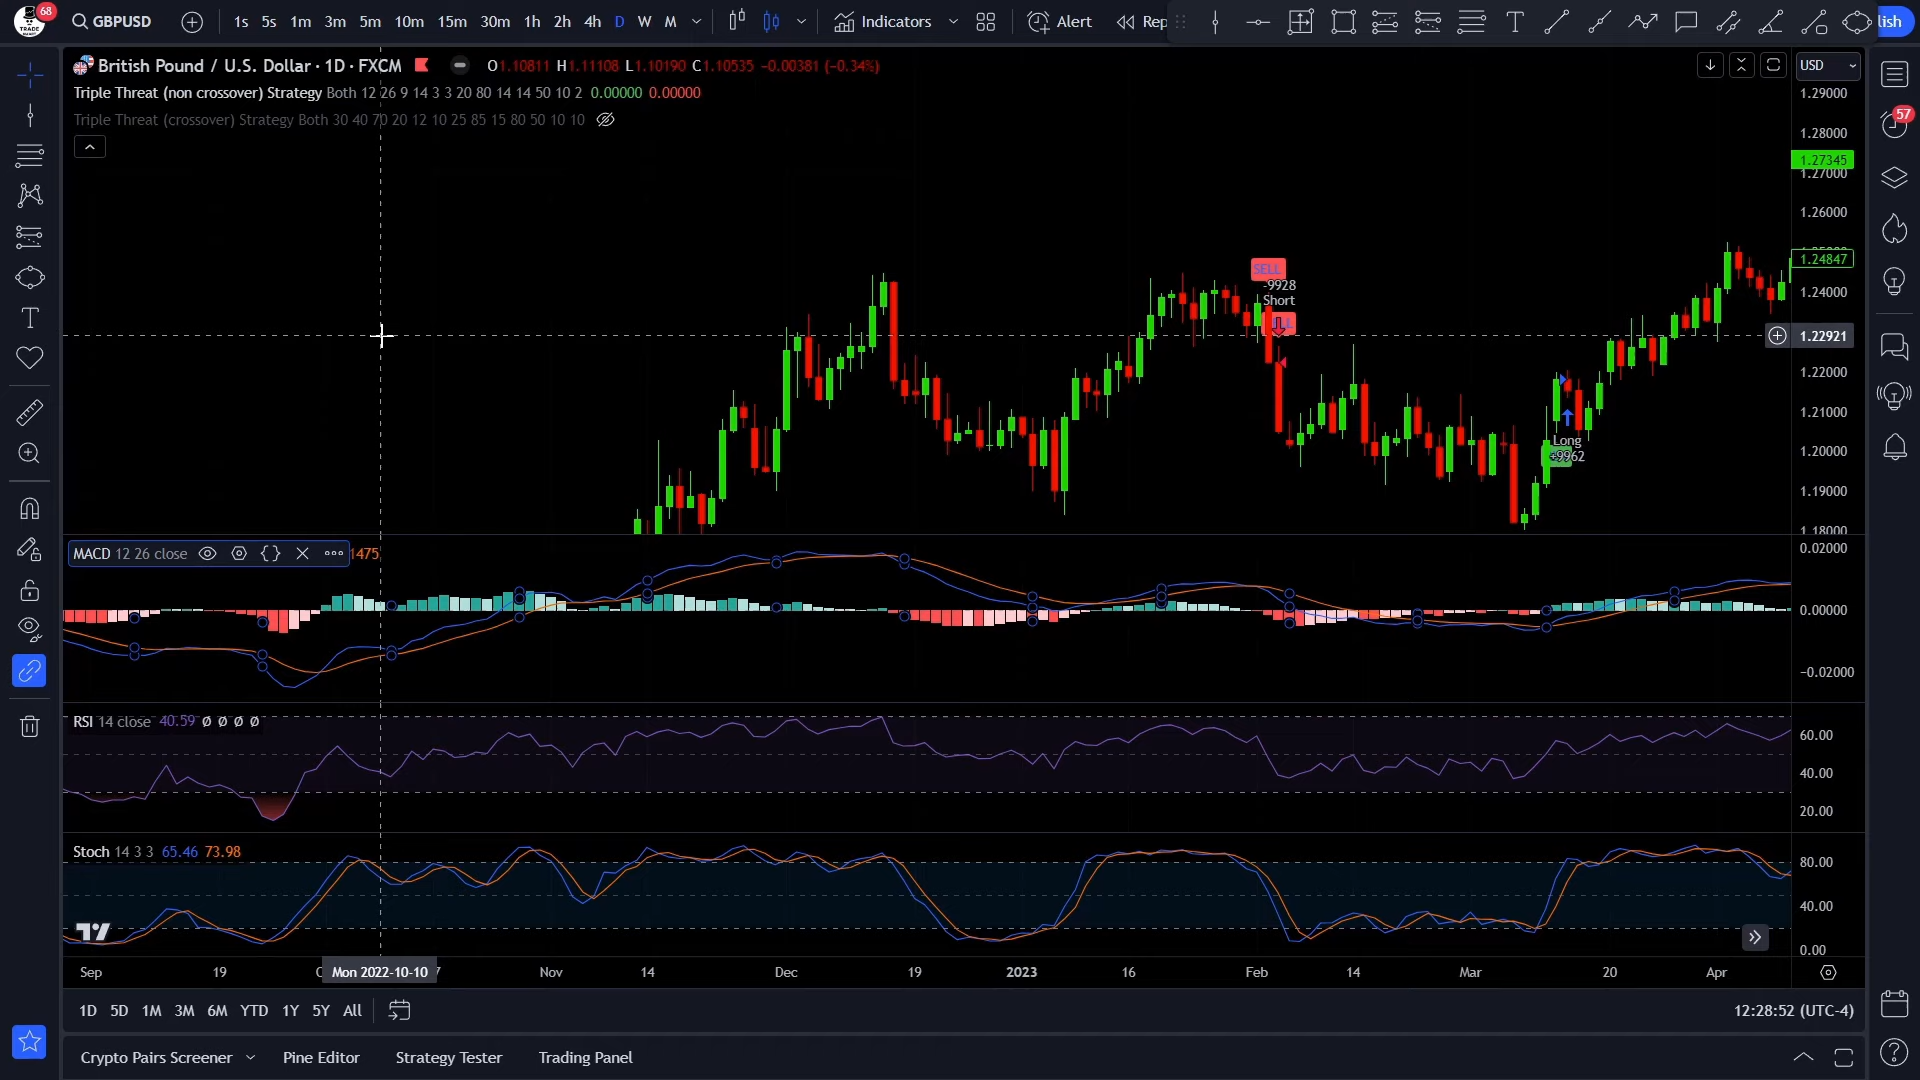 68
GBPUSD
1s 5s 1m 3m 5m 10m 15m 30m 1h 2h 4h D W M
Indicators
Alert
Rep
lish
TRADE
British Pound / U.S. Dollar · 1D · FXCM
O1.10811 H1.11108 L1.10190 C1.10535 −0.00381 (−0.34%)
USD
Triple Threat (non crossover) Strategy Both 12 26 9 14 3 3 20 80 14 14 50 10 2 0.00000 0.00000
Triple Threat (crossover) Strategy Both 30 40 70 20 12 10 25 85 15 80 50 10 10
57
1.29000
1.28000
1.27345
1.27000
1.26000
1.24847
1.24000
1.22921
1.22000
1.21000
1.20000
1.19000
1.18000
SELL
-9928
Short
Long
+9962
MACD 12 26 close
1475
0.02000
0.00000
−0.02000
RSI 14 close 40.59 Ø Ø Ø Ø
60.00
40.00
20.00
Stoch 14 3 3 65.46 73.98
80.00
40.00
0.00
Sep 19 Mon 2022-10-10 Nov 14 Dec 19 2023 16 Feb 14 Mar 20 Apr
1D 5D 1M 3M 6M YTD 1Y 5Y All
12:28:52 (UTC-4)
Crypto Pairs Screener
Pine Editor
Strategy Tester
Trading Panel